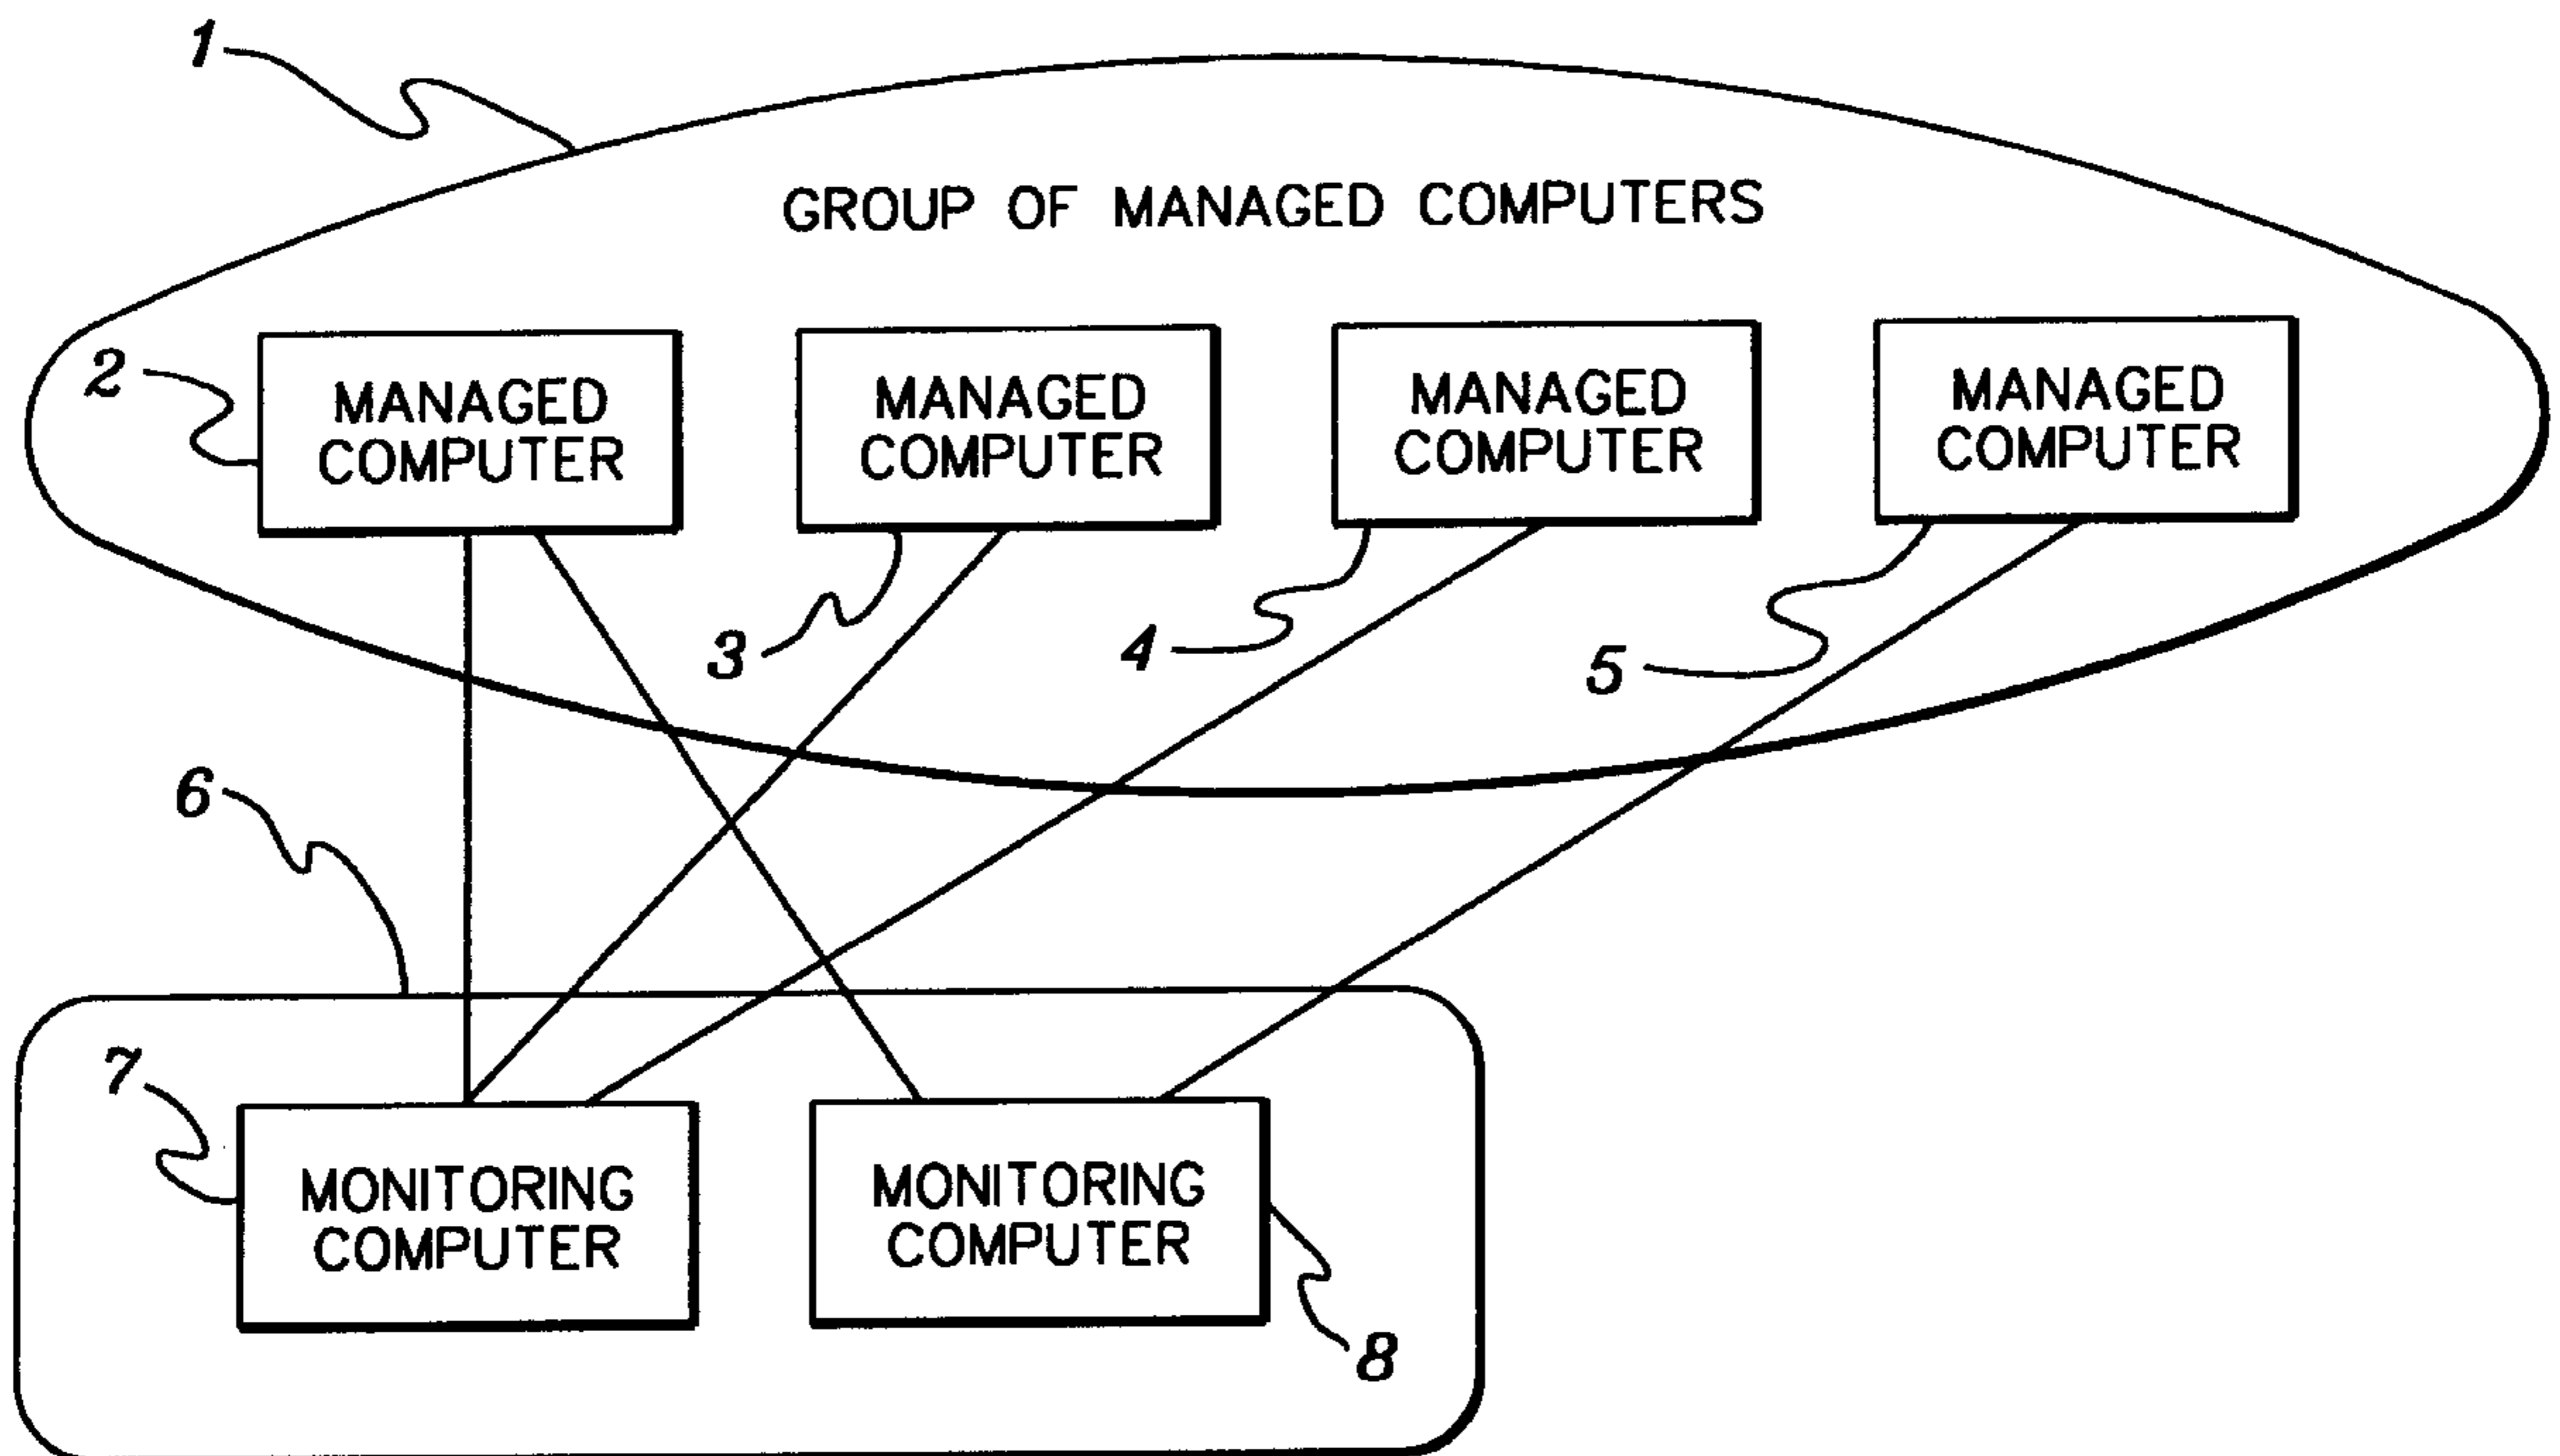 1
GROUP OF MANAGED COMPUTERS
2
MANAGED
COMPUTER
MANAGED
COMPUTER
MANAGED
COMPUTER
MANAGED
COMPUTER
3
4
5
6
7
MONITORING
COMPUTER
MONITORING
COMPUTER
8